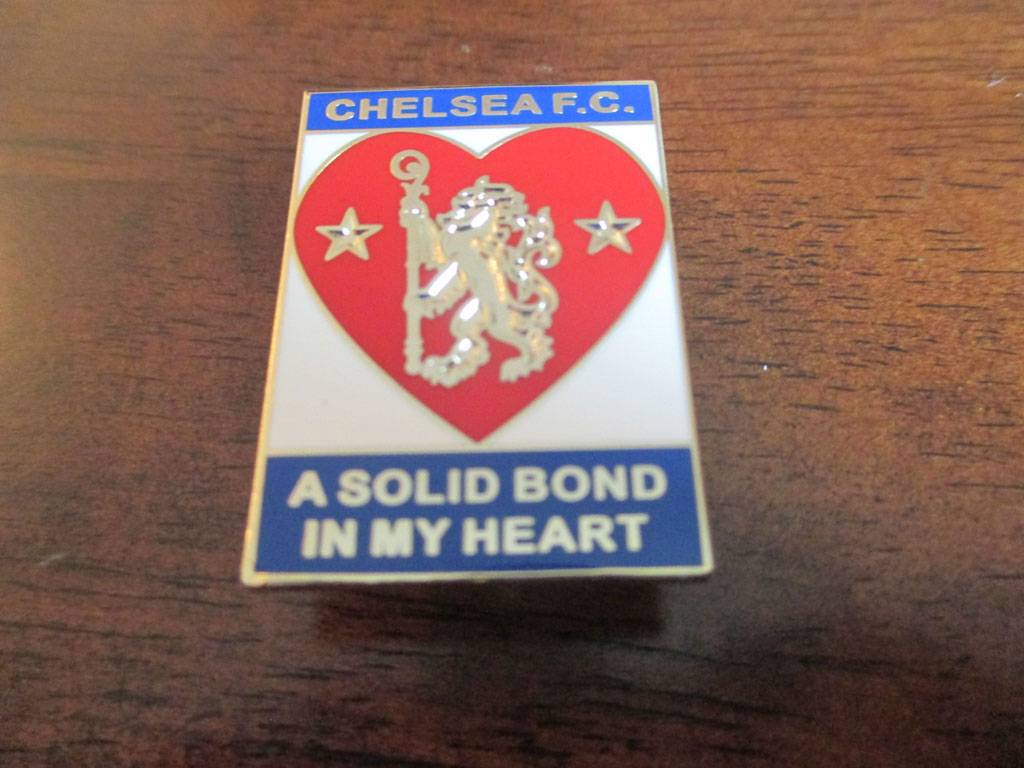 CHELSEA F.C.
A SOLID BOND
IN MY HEART